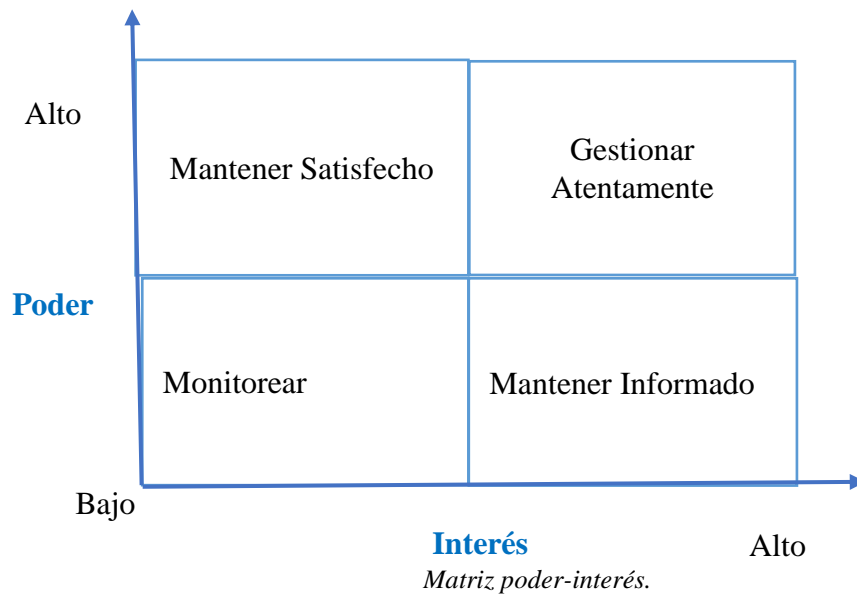 Alto
Mantener Satisfecho
Gestionar
Atentamente
Poder
Monitorear
Mantener Informado
Bajo
Interés
Alto
Matriz poder-interés.